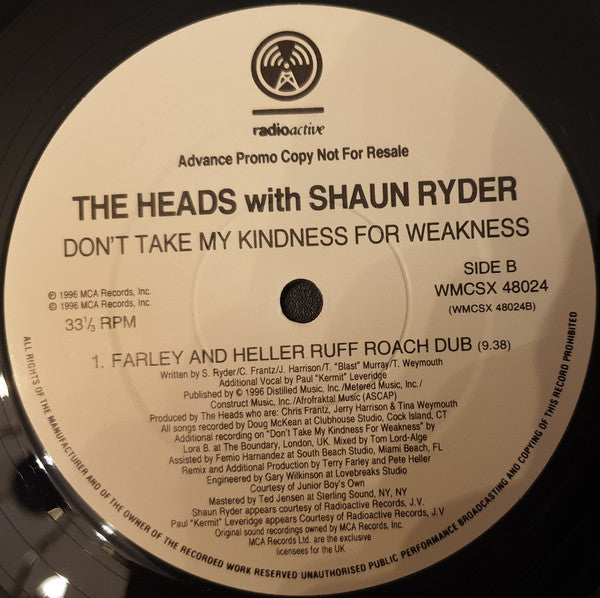 radioactive
Advance Promo Copy Not For Resale
THE HEADS with SHAUN RYDER
DON'T TAKE MY KINDNESS FOR WEAKNESS
SIDE B
WMCSX 48024
(WMCSX 48024B)
℗ 1996 MCA Records, Inc.
© 1996 MCA Records, Inc.
33⅓ RPM
1. FARLEY AND HELLER RUFF ROACH DUB (9.38)
Written by S. Ryder/C. Frantz/J. Harrison/T. "Blast" Murray/T. Weymouth
Additional Vocal by Paul "Kermit" Leveridge
Published by © 1996 Distilled Music, Inc./Metered Music, Inc./
Construct Music, Inc./Afrofraktal Music (ASCAP)
Produced by The Heads who are: Chris Frantz, Jerry Harrison & Tina Weymouth
All songs recorded by Doug McKean at Clubhouse Studio, Cock Island, CT
Additional recording on "Don't Take My Kindness For Weakness" by
Lora B. at The Boundary, London, UK. Mixed by Tom Lord-Alge
Assisted by Femio Harnandez at South Beach Studio, Miami Beach, FL
Remix and Additional Production by Terry Farley and Pete Heller
Engineered by Gary Wilkinson at Lovebreaks Studio
Courtesy of Junior Boy's Own
Mastered by Ted Jensen at Sterling Sound, NY, NY
Shaun Ryder appears courtesy of Radioactive Records, J.V.
Paul "Kermit" Leveridge appears Courtesy of Radioactive Records, J.V
Original sound recordings owned by MCA Records, Inc.
MCA Records Ltd. are the exclusive
licensees for the UK
ALL RIGHTS OF THE MANUFACTURER AND OF THE OWNER OF THE RECORDED WORK RESERVED UNAUTHORISED PUBLIC PERFORMANCE BROADCASTING AND COPYING OF THIS RECORD PROHIBITED